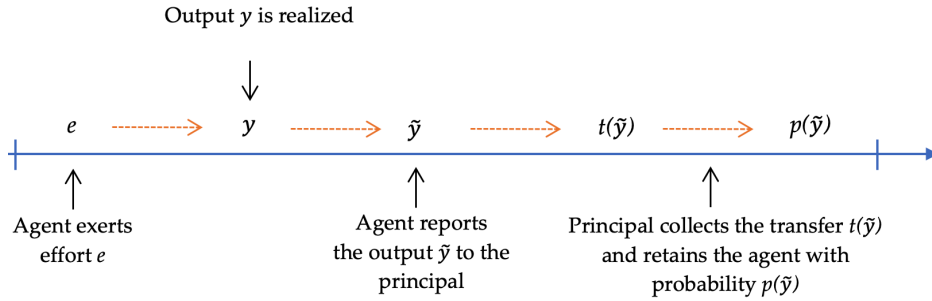 Output y is realized
e
y
ỹ
t(ỹ)
p(ỹ)
Agent exerts
effort e
Agent reports
the output ỹ to the
principal
Principal collects the transfer t(ỹ)
and retains the agent with
probability p(ỹ)